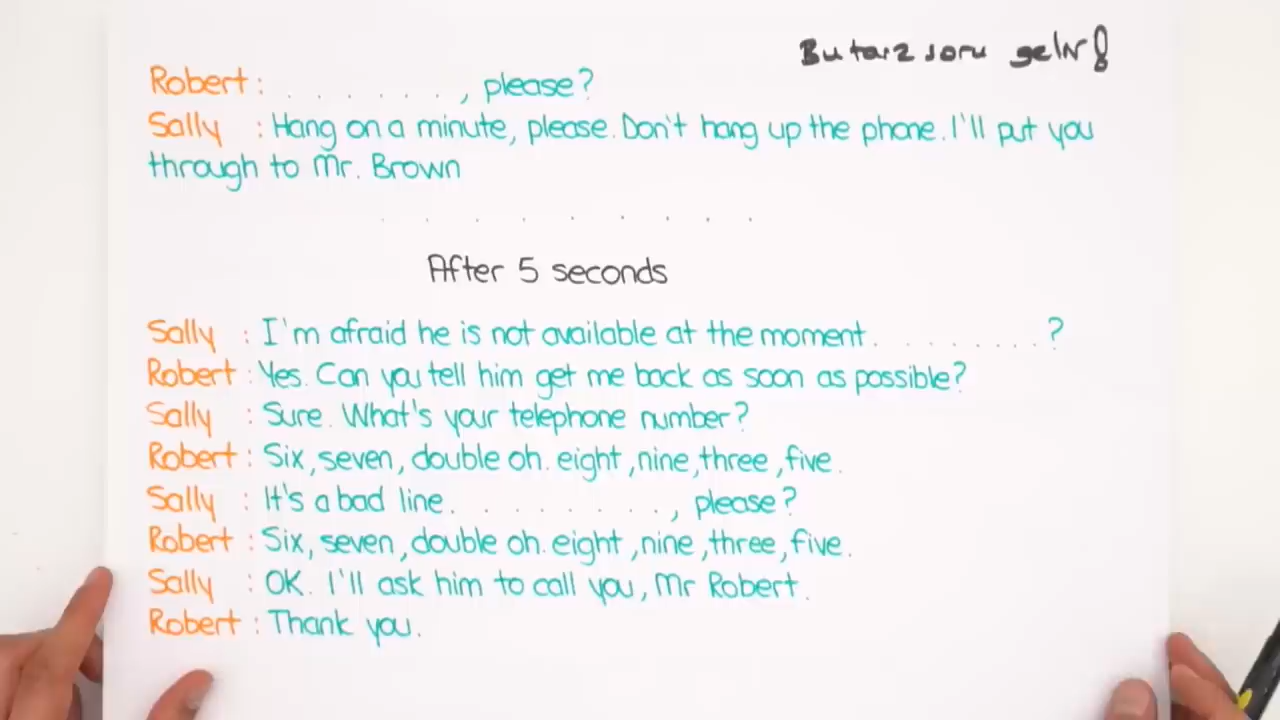 Bu tarz soru gelir!
Robert : . . . . . . ., please?
Sally : Hang on a minute, please. Don't hang up the phone. I'll put you
through to Mr. Brown
. . . . . . . .
After 5 seconds
Sally : I'm afraid he is not available at the moment. . . . . . . . ?
Robert : Yes. Can you tell him get me back as soon as possible?
Sally : Sure. What's your telephone number?
Robert : Six, seven, double oh. eight, nine, three, five.
Sally : It's a bad line. . . . . . . . , please?
Robert : Six, seven, double oh. eight, nine, three, five.
Sally : OK. I'll ask him to call you, Mr Robert.
Robert : Thank you.